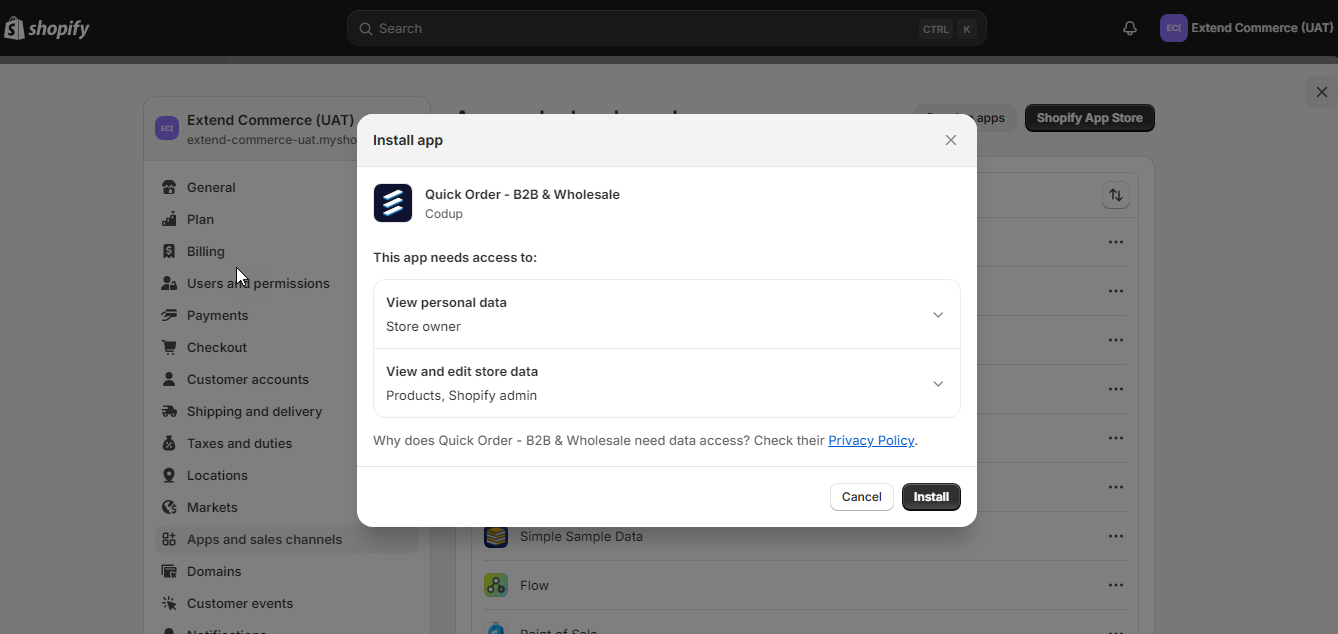 shopify
Search
CTRL K
EC(
Extend Commerce (UAT)
EC(
Extend Commerce (UAT)
extend-commerce-uat.mysho
apps
Shopify App Store
General
Plan
Billing
Users and permissions
Payments
Checkout
Customer accounts
Shipping and delivery
Taxes and duties
Locations
Markets
Apps and sales channels
Domains
Customer events
Notifications
Install app
Quick Order - B2B & Wholesale
Codup
This app needs access to:
View personal data
Store owner
View and edit store data
Products, Shopify admin
Why does Quick Order - B2B & Wholesale need data access? Check their Privacy Policy.
Cancel
Install
Simple Sample Data
Flow
Point of Sale